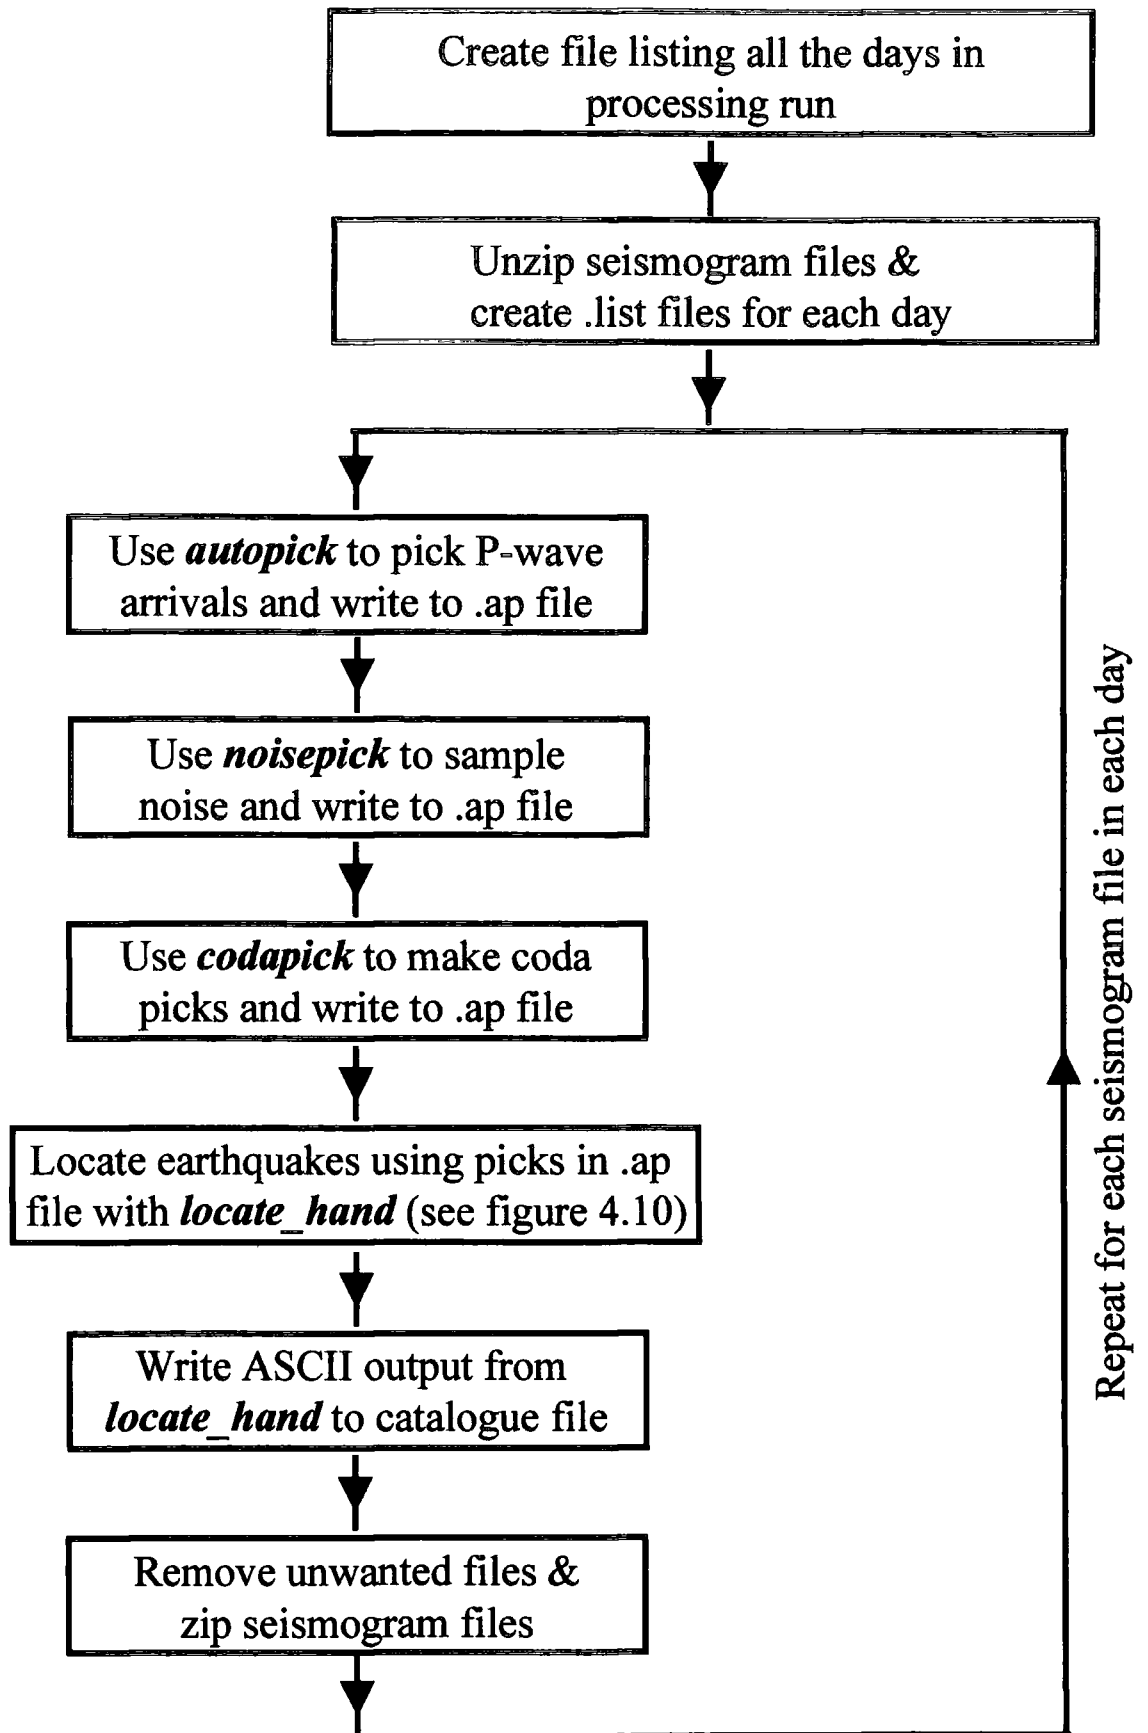 Create file listing all the days in
processing run
Unzip seismogram files &
create .list files for each day
Use autopick to pick P-wave
arrivals and write to .ap file
Use noisepick to sample
noise and write to .ap file
Use codapick to make coda
picks and write to .ap file
Locate earthquakes using picks in .ap
file with locate_hand (see figure 4.10)
Write ASCII output from
locate_hand to catalogue file
Remove unwanted files &
zip seismogram files
Repeat for each seismogram file in each day